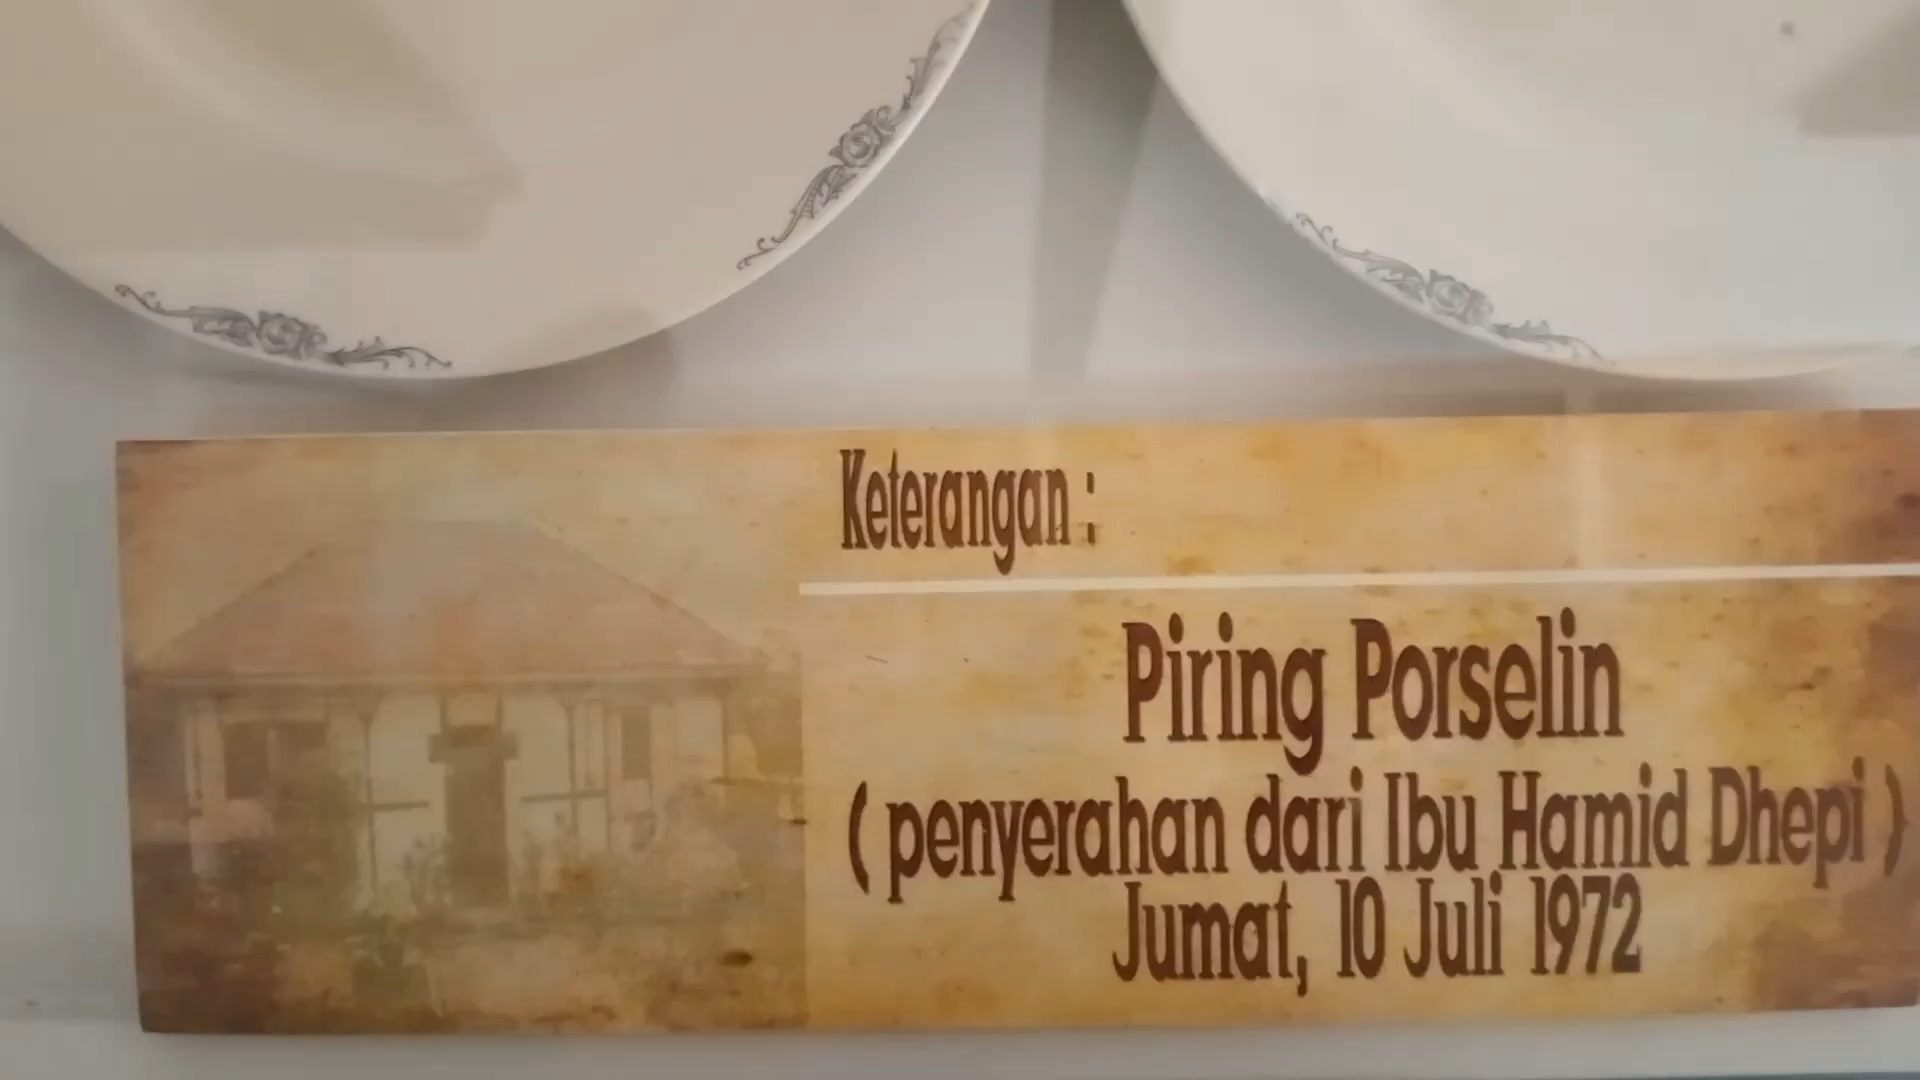 Keterangan :
Piring Porselin
( penyerahan dari Ibu Hamid Dhepi )
Jumat, 10 Juli 1972